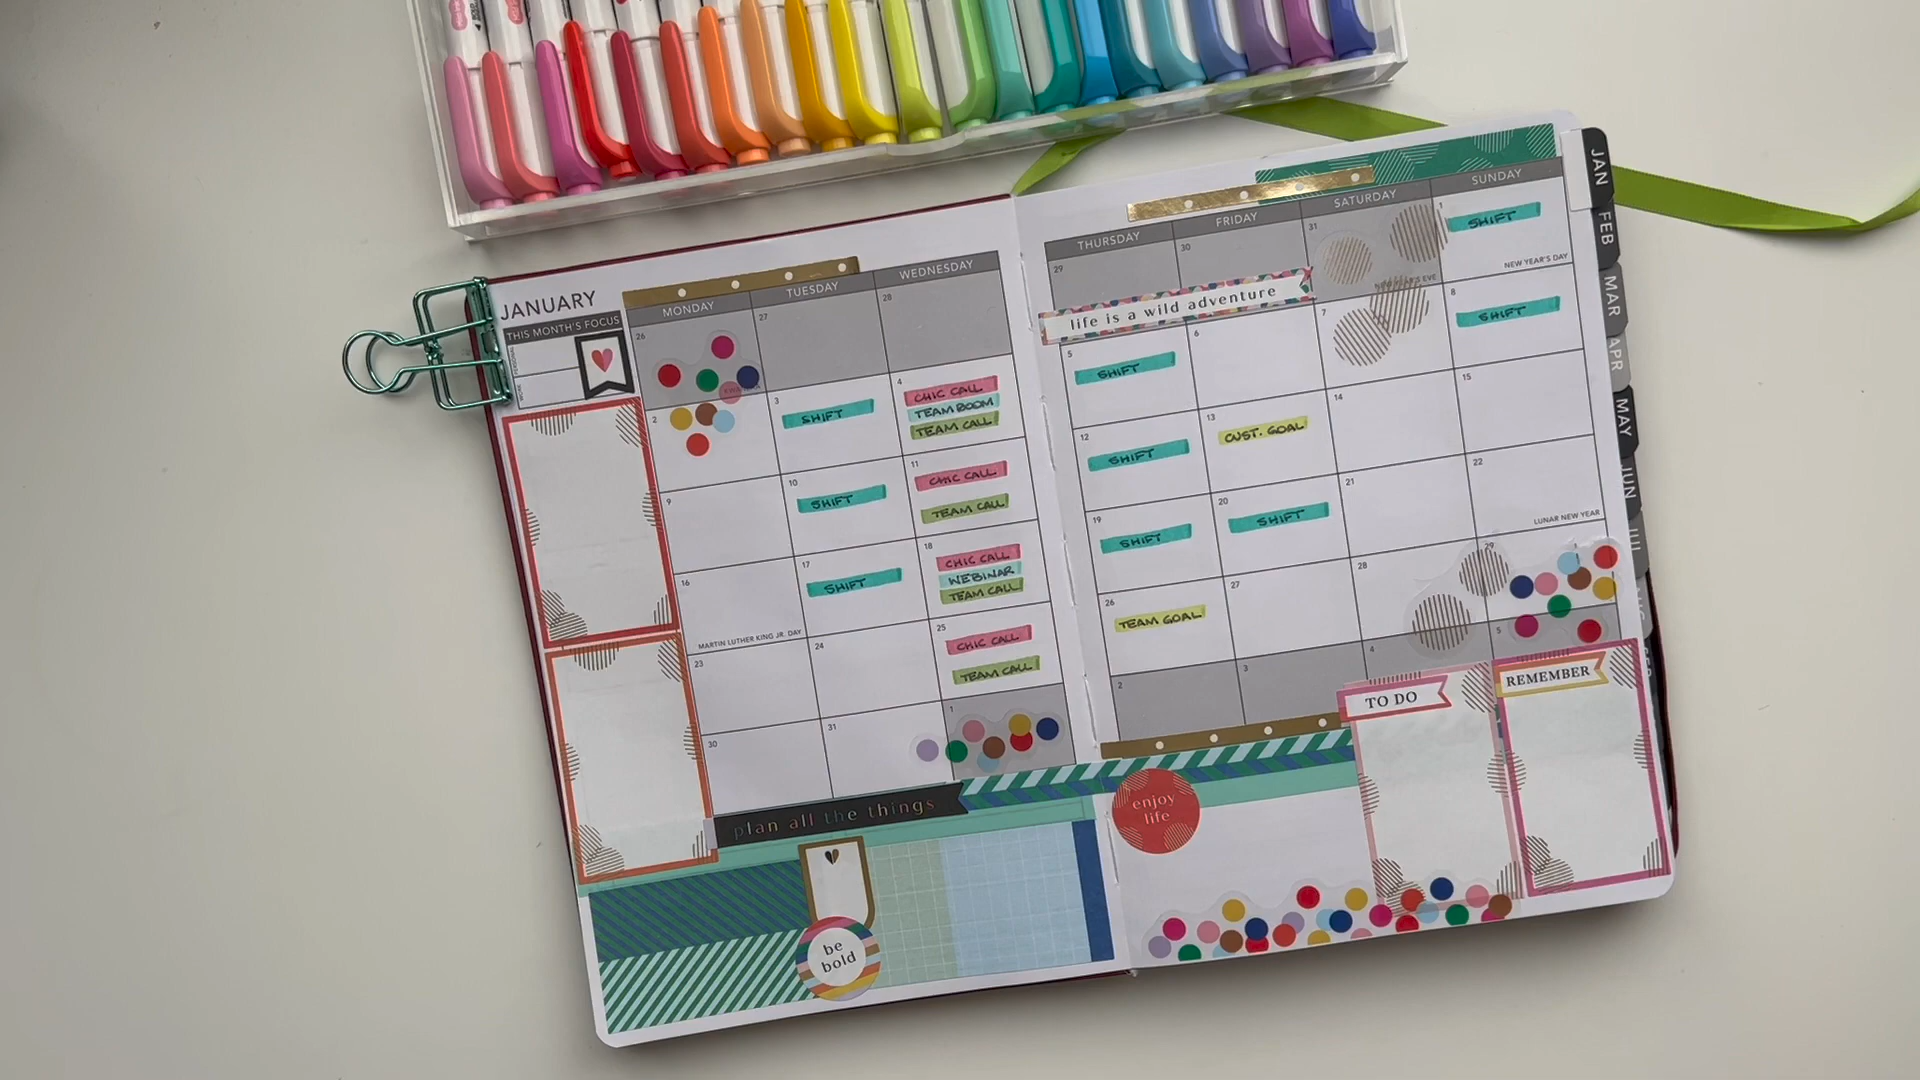 JANUARY
THIS MONTH'S FOCUS
MONDAY
TUESDAY
WEDNESDAY
THURSDAY
FRIDAY
SATURDAY
SUNDAY
26
27
28
29
30
31
1
SHIFT
NEW YEAR'S DAY
life is a wild adventure
2
3
SHIFT
4
CHIC CALL
TEAM BOOM
TEAM CALL
5
SHIFT
6
7
8
SHIFT
9
10
SHIFT
11
CHIC CALL
TEAM CALL
12
SHIFT
13
CUST. GOAL
14
15
16
MARTIN LUTHER KING JR. DAY
17
SHIFT
18
CHIC CALL
WEBINAR
TEAM CALL
19
SHIFT
20
SHIFT
21
22
LUNAR NEW YEAR
23
24
25
CHIC CALL
TEAM CALL
26
TEAM GOAL
27
28
29
30
31
1
2
3
4
5
plan all the things
enjoy
life
be
bold
TO DO
REMEMBER
JAN
FEB
MAR
APR
MAY
JUN
JUL